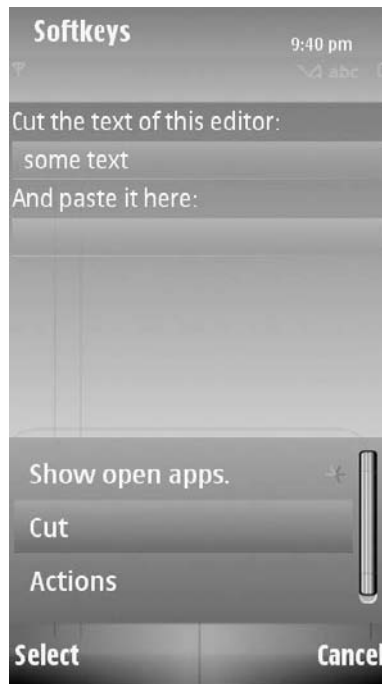 Softkeys
9:40 pm
abc
Cut the text of this editor:
some text
And paste it here:
Show open apps.
Cut
Actions
Select Cancel